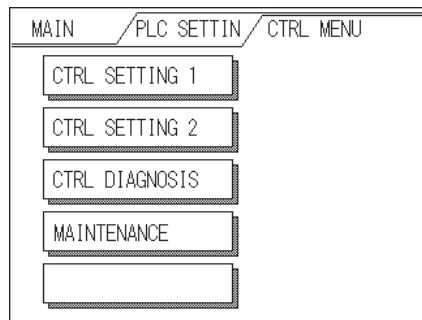 MAIN PLC SETTIN CTRL MENU
CTRL SETTING 1
CTRL SETTING 2
CTRL DIAGNOSIS
MAINTENANCE